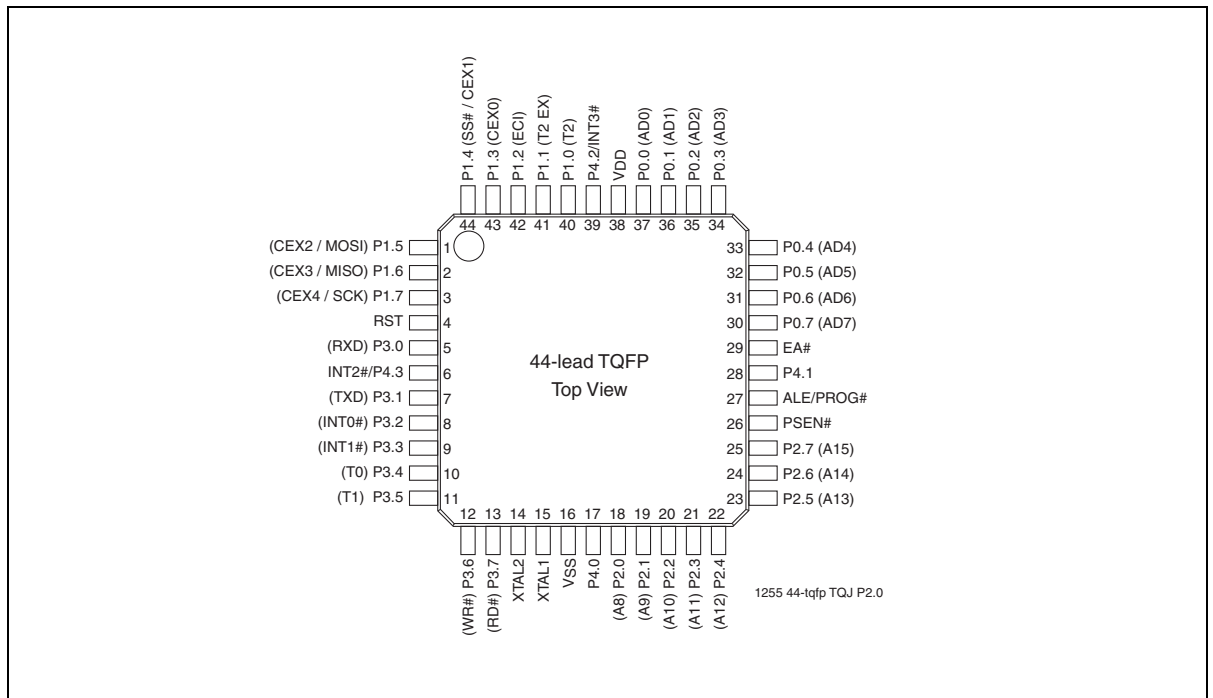 P1.4 (SS# / CEX1)
P1.3 (CEX0)
P1.2 (ECI)
P1.1 (T2 EX)
P1.0 (T2)
P4.2/INT3#
VDD
P0.0 (AD0)
P0.1 (AD1)
P0.2 (AD2)
P0.3 (AD3)
44 43 42 41 40 39 38 37 36 35 34
(CEX2 / MOSI) P1.5 1
(CEX3 / MISO) P1.6 2
(CEX4 / SCK) P1.7 3
RST 4
(RXD) P3.0 5
INT2#/P4.3 6
(TXD) P3.1 7
(INT0#) P3.2 8
(INT1#) P3.3 9
(T0) P3.4 10
(T1) P3.5 11
44-lead TQFP
Top View
33 P0.4 (AD4)
32 P0.5 (AD5)
31 P0.6 (AD6)
30 P0.7 (AD7)
29 EA#
28 P4.1
27 ALE/PROG#
26 PSEN#
25 P2.7 (A15)
24 P2.6 (A14)
23 P2.5 (A13)
12 13 14 15 16 17 18 19 20 21 22
(WR#) P3.6
(RD#) P3.7
XTAL2
XTAL1
VSS
P4.0
(A8) P2.0
(A9) P2.1
(A10) P2.2
(A11) P2.3
(A12) P2.4
1255 44-tqfp TQJ P2.0